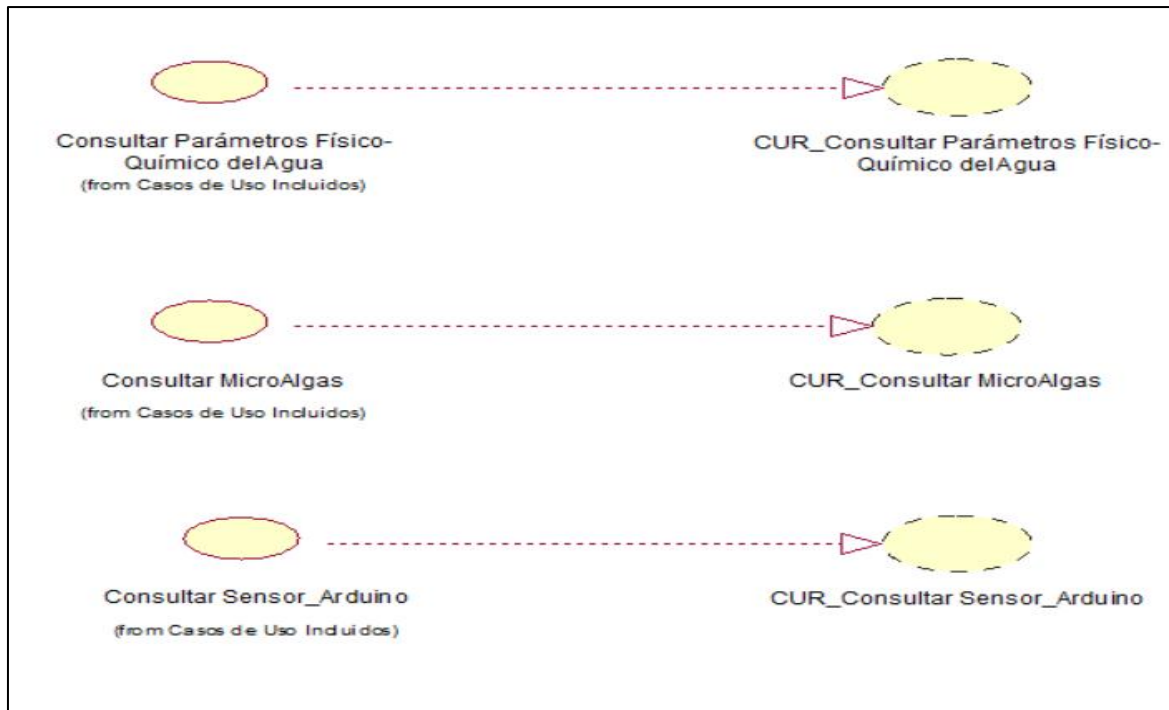 Consultar Parámetros Físico-
Químico delAgua
(from Casos de Uso Incluidos)
CUR_Consultar Parámetros Físico-
Químico delAgua
Consultar MicroAlgas
(from Casos de Uso Incluidos)
CUR_Consultar MicroAlgas
Consultar Sensor_Arduino
(from Casos de Uso Incluidos)
CUR_Consultar Sensor_Arduino